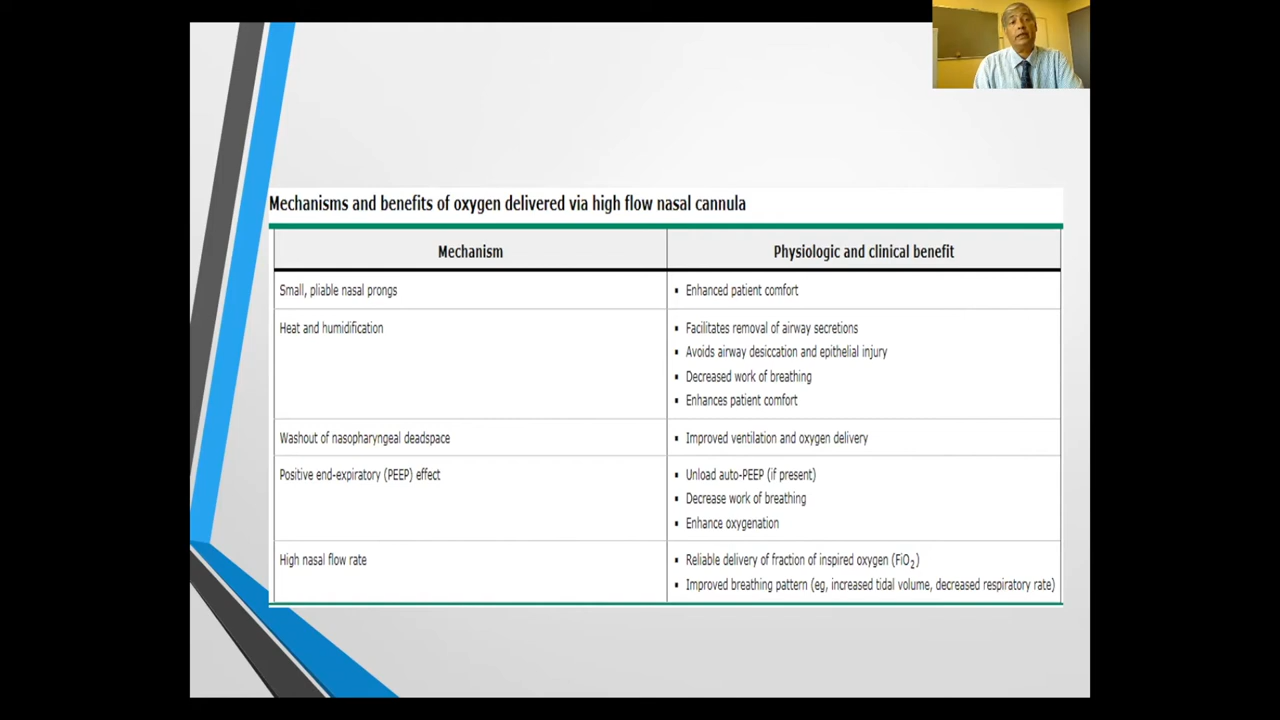 Mechanisms and benefits of oxygen delivered via high flow nasal cannula
Mechanism
Physiologic and clinical benefit
Small, pliable nasal prongs
▪ Enhanced patient comfort
Heat and humidification
▪ Facilitates removal of airway secretions
▪ Avoids airway desiccation and epithelial injury
▪ Decreased work of breathing
▪ Enhances patient comfort
Washout of nasopharyngeal deadspace
▪ Improved ventilation and oxygen delivery
Positive end-expiratory (PEEP) effect
▪ Unload auto-PEEP (if present)
▪ Decrease work of breathing
▪ Enhance oxygenation
High nasal flow rate
▪ Reliable delivery of fraction of inspired oxygen (FiO₂)
▪ Improved breathing pattern (eg, increased tidal volume, decreased respiratory rate)